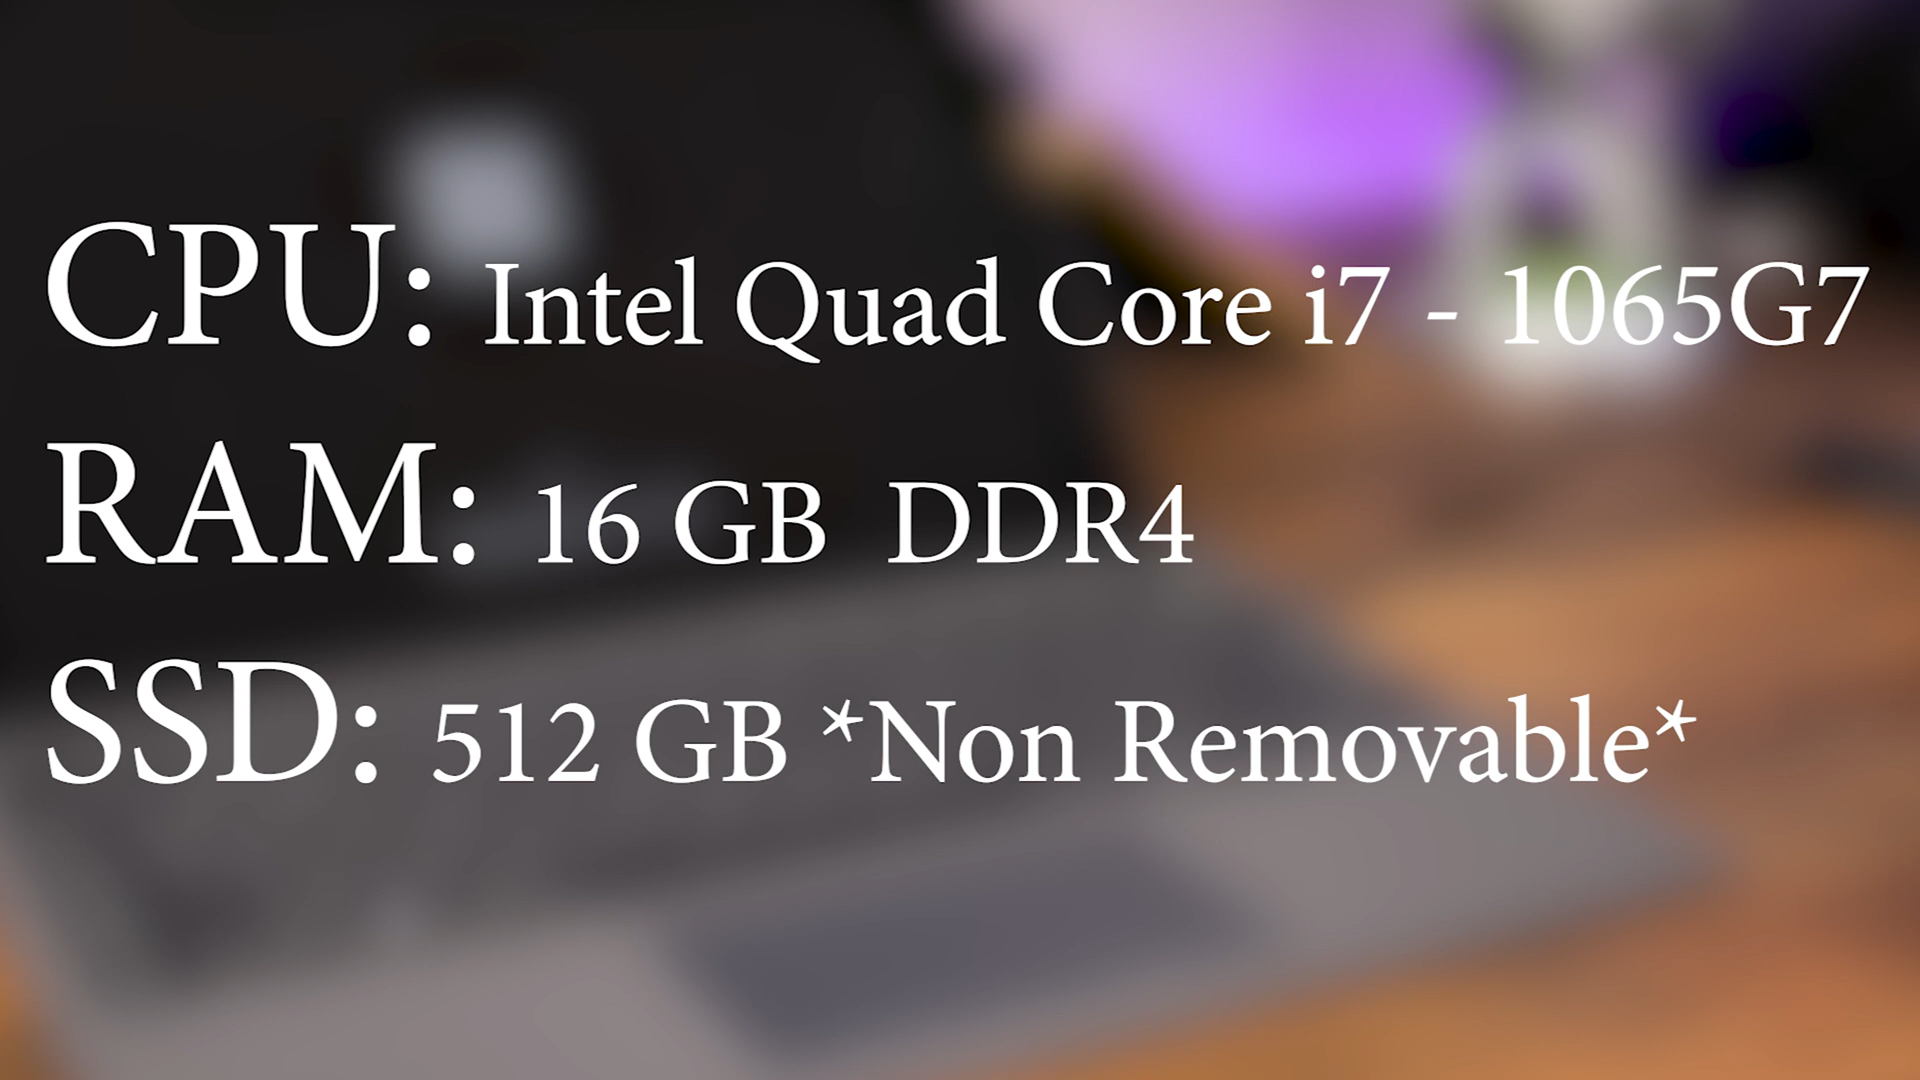 CPU: Intel Quad Core i7 - 1065G7
RAM: 16 GB  DDR4
SSD: 512 GB *Non Removable*